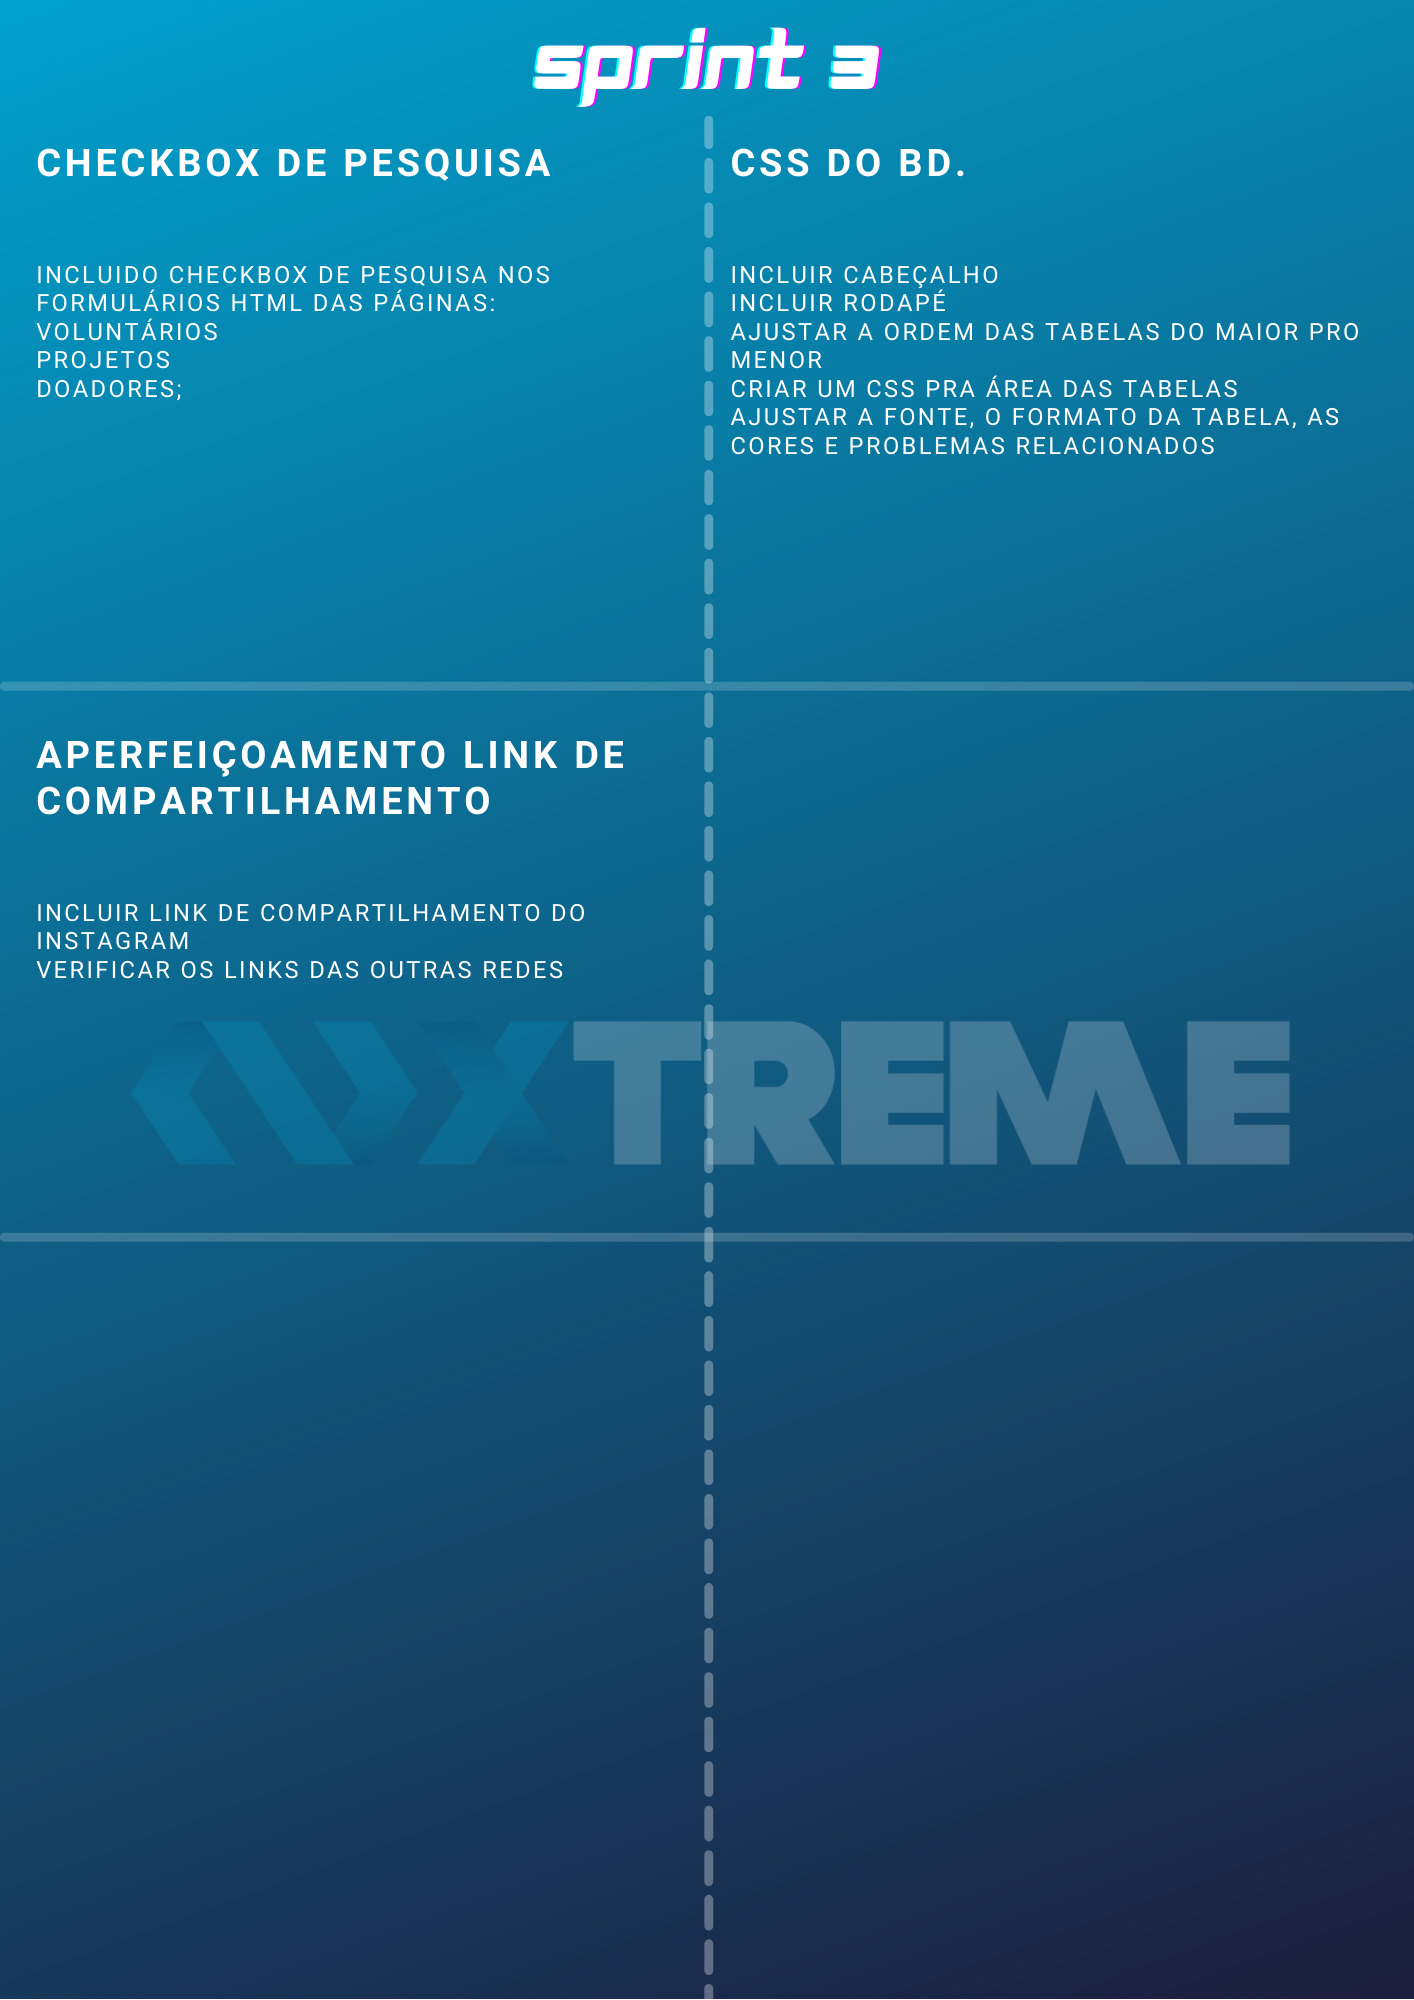 sprint 3
CHECKBOX DE PESQUISA
INCLUIDO CHECKBOX DE PESQUISA NOS
FORMULÁRIOS HTML DAS PÁGINAS:
VOLUNTÁRIOS
PROJETOS
DOADORES;
CSS DO BD.
INCLUIR CABEÇALHO
INCLUIR RODAPÉ
AJUSTAR A ORDEM DAS TABELAS DO MAIOR PRO
MENOR
CRIAR UM CSS PRA ÁREA DAS TABELAS
AJUSTAR A FONTE, O FORMATO DA TABELA, AS
CORES E PROBLEMAS RELACIONADOS
APERFEIÇOAMENTO LINK DE
COMPARTILHAMENTO
INCLUIR LINK DE COMPARTILHAMENTO DO
INSTAGRAM
VERIFICAR OS LINKS DAS OUTRAS REDES
XTREME